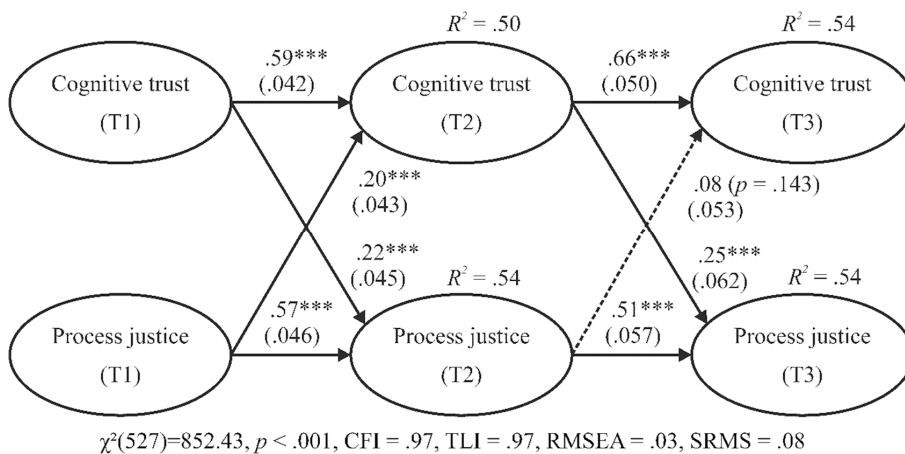 R² = .50
R² = .54
.59***
.66***
Cognitive trust
(T1)
(.042)
Cognitive trust
(T2)
(.050)
Cognitive trust
(T3)
.20***
(.043)
.08 (p = .143)
(.053)
.22***
(.045)
.25***
(.062)
R² = .54
R² = .54
.57***
.51***
Process justice
(T1)
(.046)
Process justice
(T2)
(.057)
Process justice
(T3)
χ²(527)=852.43, p < .001, CFI = .97, TLI = .97, RMSEA = .03, SRMS = .08